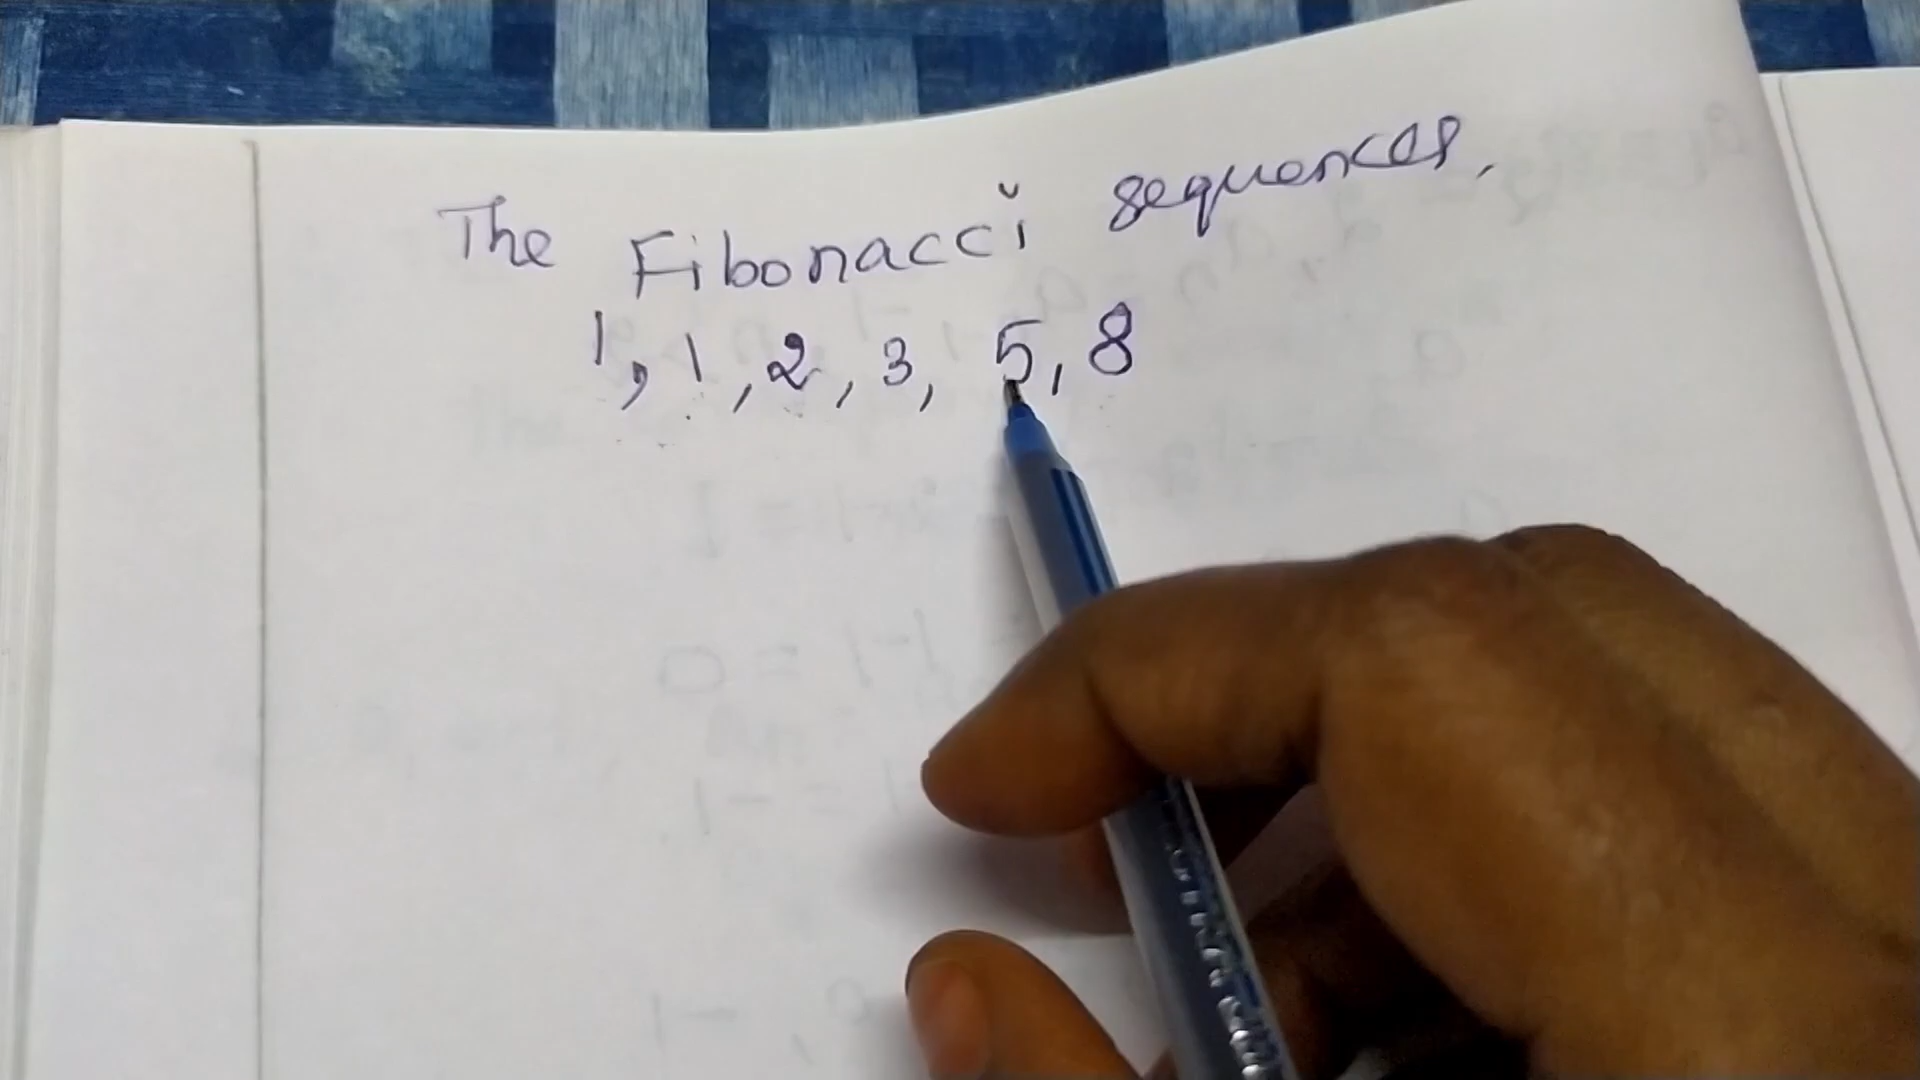 The Fibonacci sequences,
1, 1, 2, 3, 5, 8